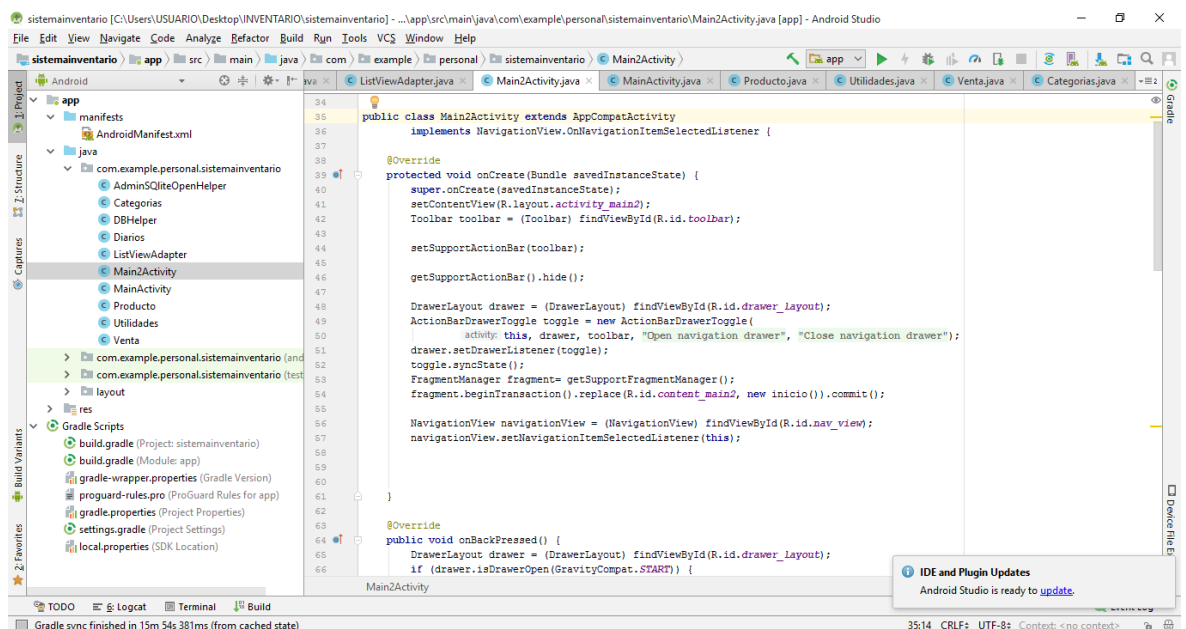 sistemainventario [C:\Users\USUARIO\Desktop\INVENTARIO\sistemainventario] - ...\app\src\main\java\com\example\personal\sistemainventario\Main2Activity.java [app] - Android Studio
File Edit View Navigate Code Analyze Refactor Build Run Tools VCS Window Help
sistemainventario app src main java com example personal sistemainventario Main2Activity app
Android ava ListViewAdapter.java Main2Activity.java MainActivity.java Producto.java Utilidades.java Venta.java Categorias.java 2
1: Project
Z: Structure
Captures
Build Variants
2: Favorites
app
manifests
AndroidManifest.xml
java
com.example.personal.sistemainventario
AdminSQliteOpenHelper
Categorias
DBHelper
Diarios
ListViewAdapter
Main2Activity
MainActivity
Producto
Utilidades
Venta
com.example.personal.sistemainventario (and
com.example.personal.sistemainventario (test
layout
res
Gradle Scripts
build.gradle (Project: sistemainventario)
build.gradle (Module: app)
gradle-wrapper.properties (Gradle Version)
proguard-rules.pro (ProGuard Rules for app)
gradle.properties (Project Properties)
settings.gradle (Project Settings)
local.properties (SDK Location)
34
35 public class Main2Activity extends AppCompatActivity
36 implements NavigationView.OnNavigationItemSelectedListener {
37
38 @Override
39 protected void onCreate(Bundle savedInstanceState) {
40 super.onCreate(savedInstanceState);
41 setContentView(R.layout.activity_main2);
42 Toolbar toolbar = (Toolbar) findViewById(R.id.toolbar);
43
44 setSupportActionBar(toolbar);
45
46 getSupportActionBar().hide();
47
48 DrawerLayout drawer = (DrawerLayout) findViewById(R.id.drawer_layout);
49 ActionBarDrawerToggle toggle = new ActionBarDrawerToggle(
50 activity: this, drawer, toolbar, "Open navigation drawer", "Close navigation drawer");
51 drawer.setDrawerListener(toggle);
52 toggle.syncState();
53 FragmentManager fragment= getSupportFragmentManager();
54 fragment.beginTransaction().replace(R.id.content_main2, new inicio()).commit();
55
56 NavigationView navigationView = (NavigationView) findViewById(R.id.nav_view);
57 navigationView.setNavigationItemSelectedListener(this);
58
59
60
61 }
62
63 @Override
64 public void onBackPressed() {
65 DrawerLayout drawer = (DrawerLayout) findViewById(R.id.drawer_layout);
66 if (drawer.isDrawerOpen(GravityCompat.START)) {
Main2Activity
Gradle
Device File Ex
IDE and Plugin Updates
Android Studio is ready to update.
TODO 6: Logcat Terminal Build Event Log
Gradle sync finished in 15m 54s 381ms (from cached state) 35:14 CRLF UTF-8 Context: <no context>